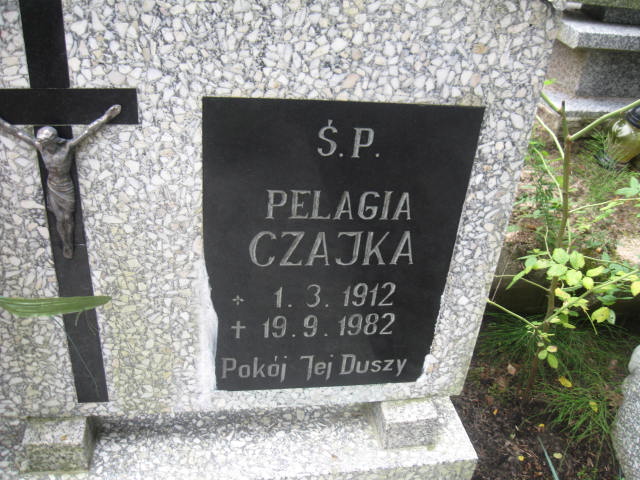 Ś.P.
PELAGIA
CZAJKA
* 1.3.1912
+ 19.9.1982
Pokój Jej Duszy